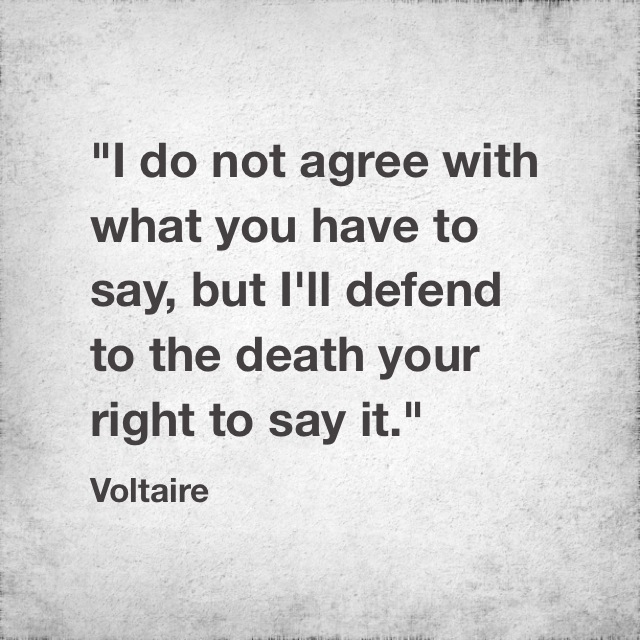 "I do not agree with
what you have to
say, but I'll defend
to the death your
right to say it."
Voltaire